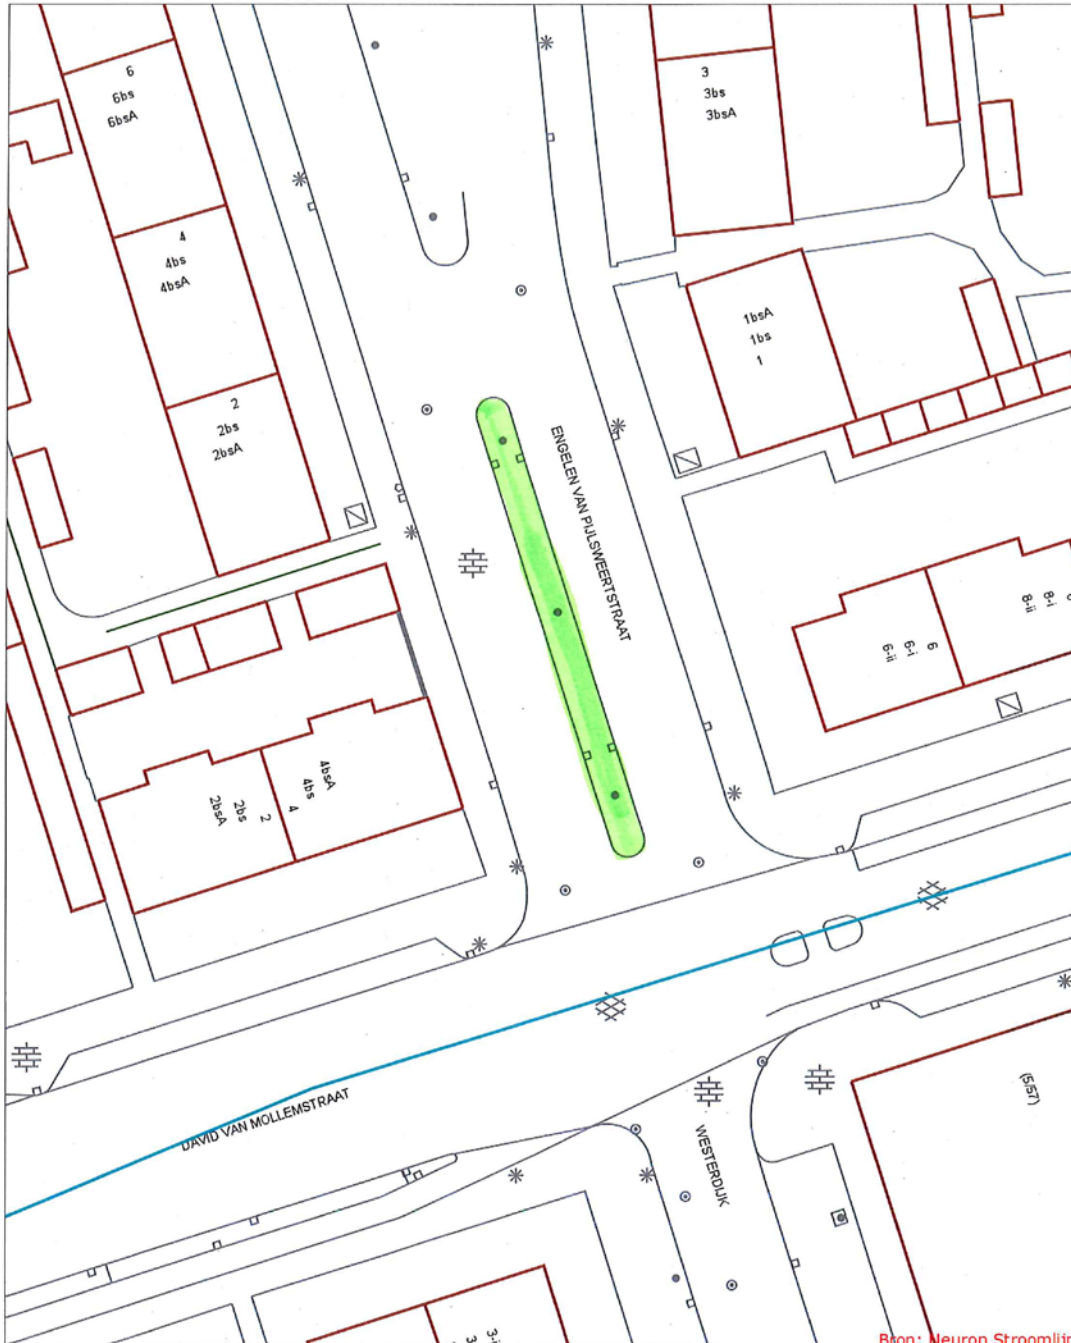 6
6bs
6bsA
3
3bs
3bsA
4
4bs
4bsA
1bsA
1bs
1
2
2bs
2bsA
ENGELEN VAN PIJLSWEERTSTRAAT
8-i
8-ii
6
6-i
6-ii
4bsA
4bs
4
2
2bs
2bsA
(5/57)
DAVID VAN MOLLEMSTRAAT
WESTERDIJK
Bron: Neuron Stroomlijn